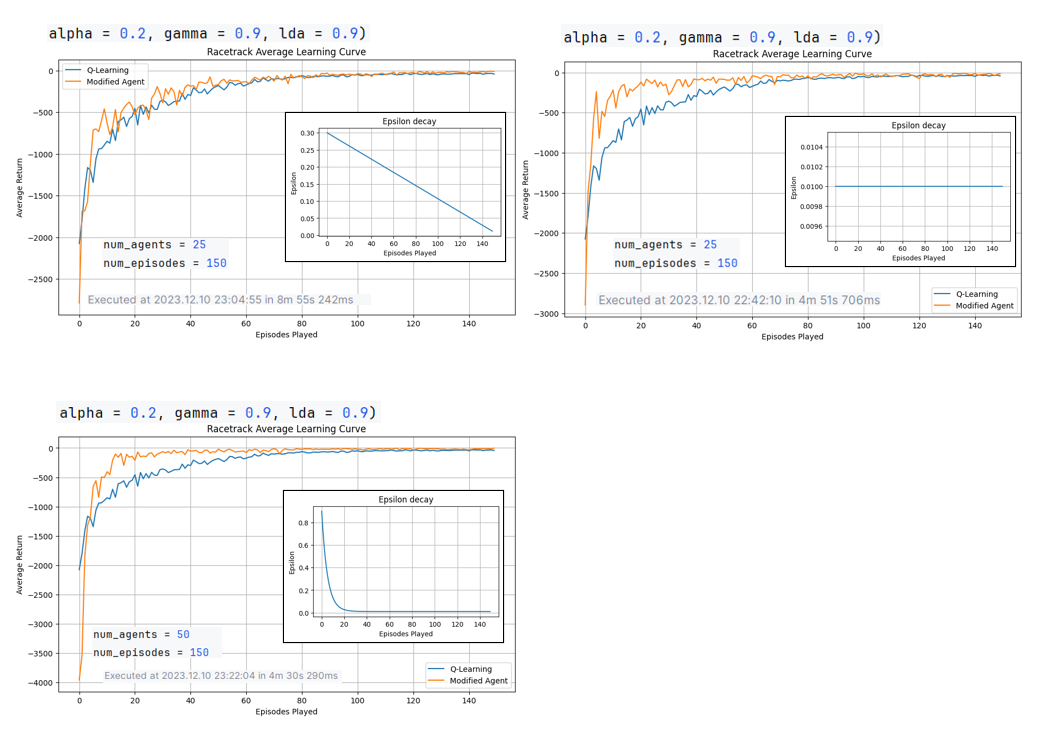 alpha = 0.2, gamma = 0.9, lda = 0.9)
Racetrack Average Learning Curve
Q-Learning
Modified Agent
0
−500
−1000
−1500
−2000
−2500
Average Return
Epsilon decay
0.30
0.25
0.20
0.15
0.10
0.05
0.00
Epsilon
0 20 40 60 80 100 120 140
Episodes Played
num_agents = 25
num_episodes = 150
Executed at 2023.12.10 23:04:55 in 8m 55s 242ms
0 20 40 60 80 100 120 140
Episodes Played
alpha = 0.2, gamma = 0.9, lda = 0.9)
Racetrack Average Learning Curve
0
−500
−1000
−1500
−2000
−2500
−3000
Average Return
Epsilon decay
0.0104
0.0102
0.0100
0.0098
0.0096
Epsilon
0 20 40 60 80 100 120 140
Episodes Played
num_agents = 25
num_episodes = 150
Executed at 2023.12.10 22:42:10 in 4m 51s 706ms
Q-Learning
Modified Agent
0 20 40 60 80 100 120 140
Episodes Played
alpha = 0.2, gamma = 0.9, lda = 0.9)
Racetrack Average Learning Curve
0
−500
−1000
−1500
−2000
−2500
−3000
−3500
−4000
Average Return
Epsilon decay
0.8
0.6
0.4
0.2
0.0
Epsilon
0 20 40 60 80 100 120 140
Episodes Played
num_agents = 50
num_episodes = 150
Executed at 2023.12.10 23:22:04 in 4m 30s 290ms
Q-Learning
Modified Agent
0 20 40 60 80 100 120 140
Episodes Played